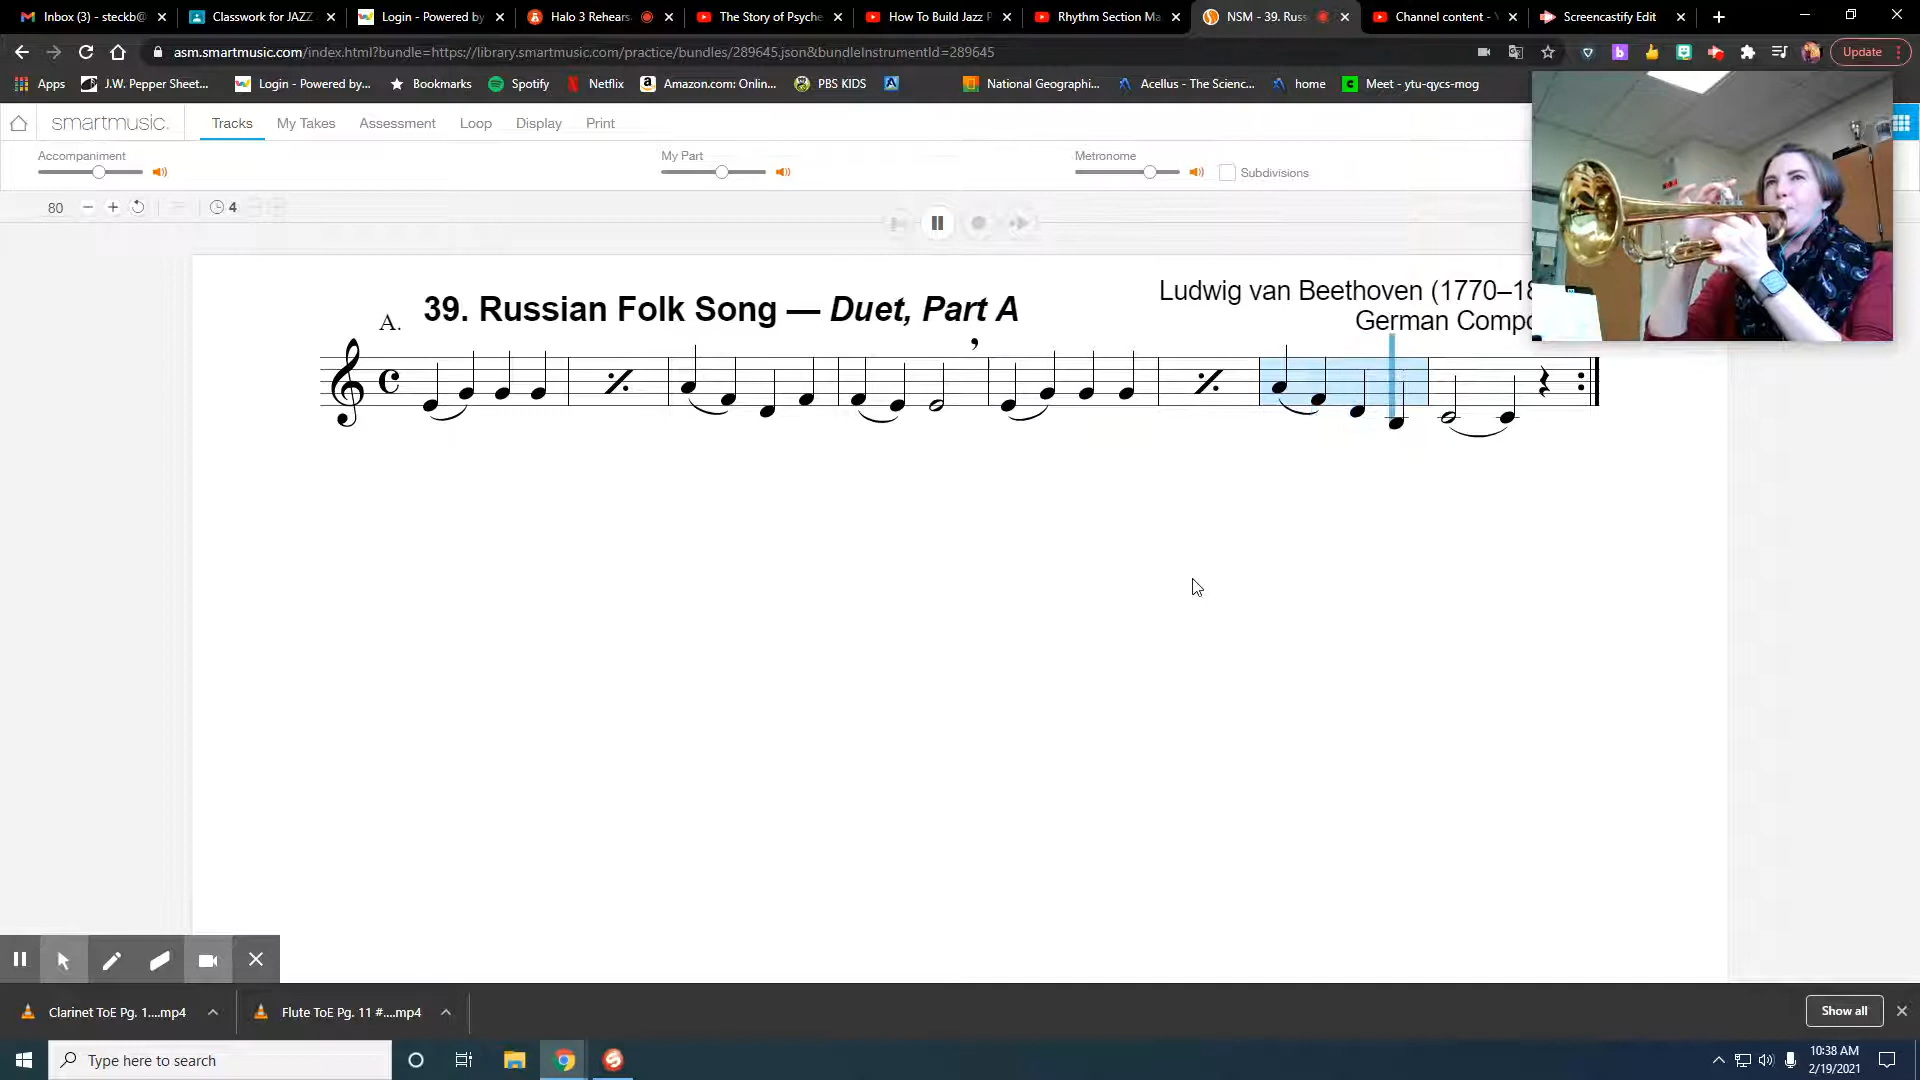 Inbox (3) - steckb@
Classwork for JAZZ
Login - Powered by
Halo 3 Rehears
The Story of Psyche
How To Build Jazz P
Rhythm Section Ma
NSM - 39. Russ
Channel content -
Screencastify Edit
asm.smartmusic.com/index.html?bundle=https://library.smartmusic.com/practice/bundles/289645.json&bundleInstrumentId=289645
Update
Apps
J.W. Pepper Sheet...
Login - Powered by...
Bookmarks
Spotify
Netflix
Amazon.com: Onlin...
PBS KIDS
National Geographi...
Acellus - The Scienc...
home
Meet - ytu-qycs-mog
smartmusic.
Tracks
My Takes
Assessment
Loop
Display
Print
Accompaniment
My Part
Metronome
Subdivisions
80
4
A.
39. Russian Folk Song — Duet, Part A
Ludwig van Beethoven (1770–18
German Compo
Clarinet ToE Pg. 1....mp4
Flute ToE Pg. 11 #....mp4
Show all
Type here to search
10:38 AM
2/19/2021